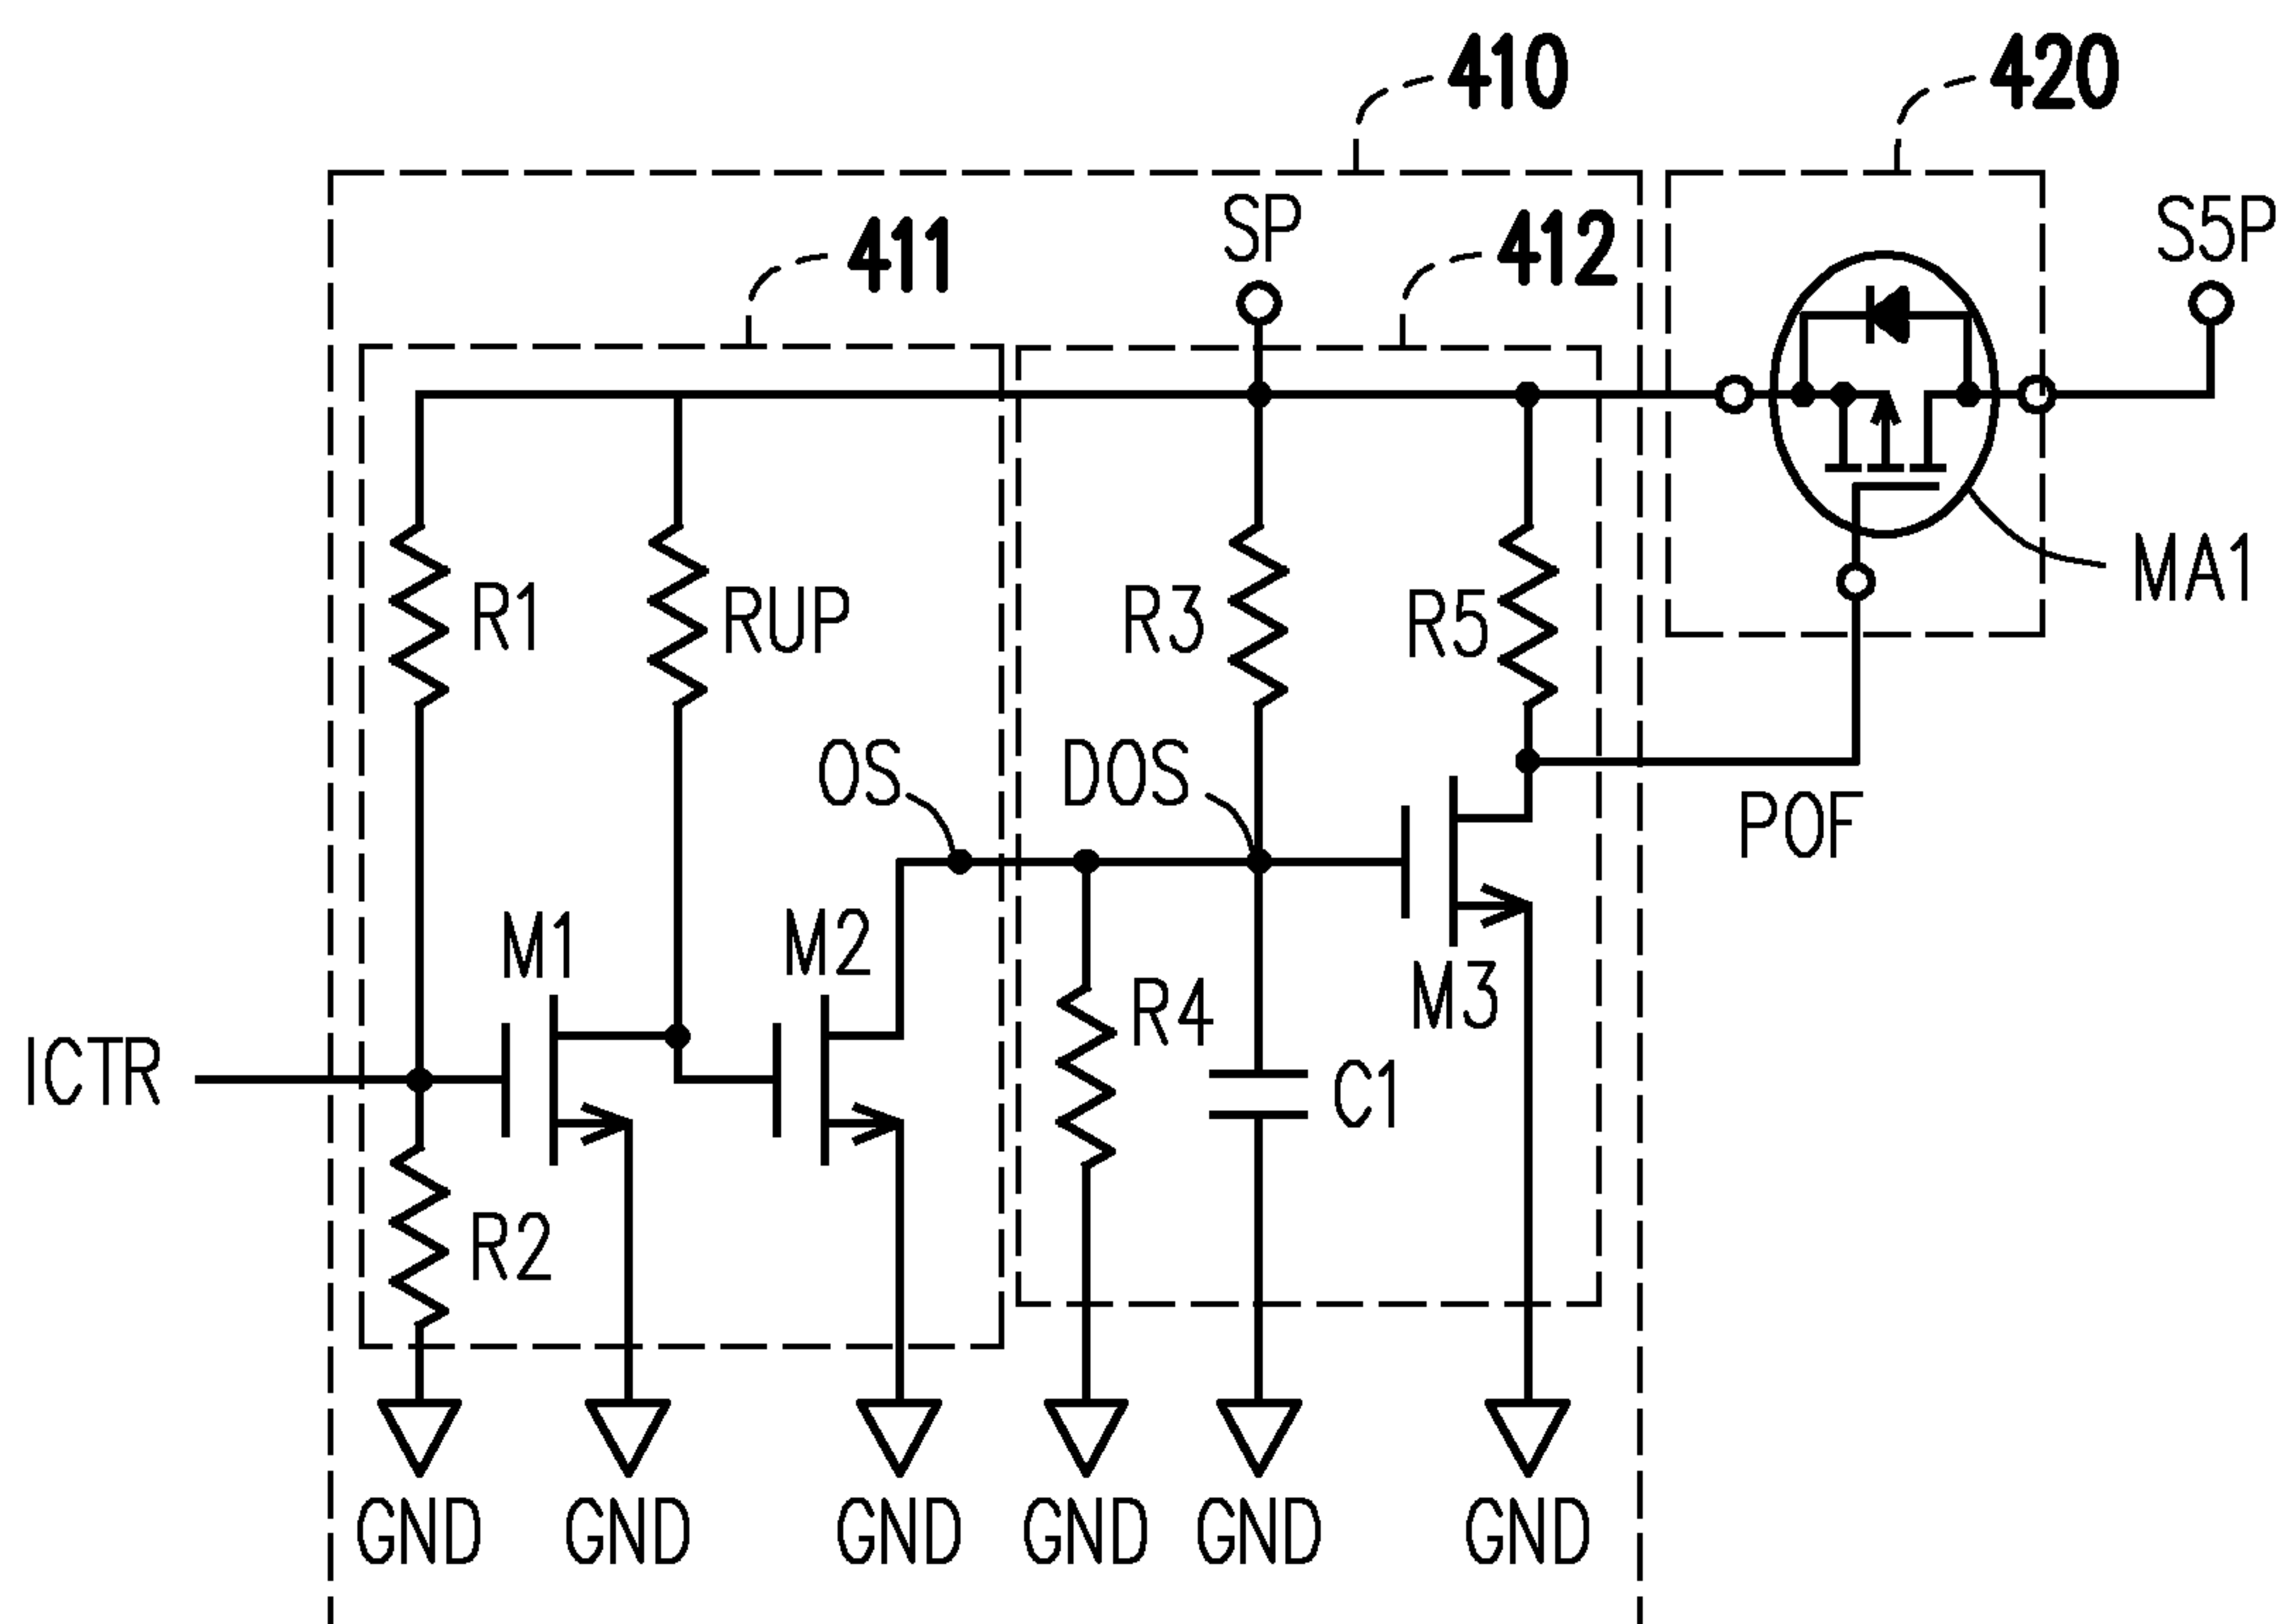 410
420
SP
S5P
411
412
R1
RUP
R3
R5
MA1
OS
DOS
POF
M1
M2
R4
M3
ICTR
C1
R2
GND
GND
GND
GND
GND
GND